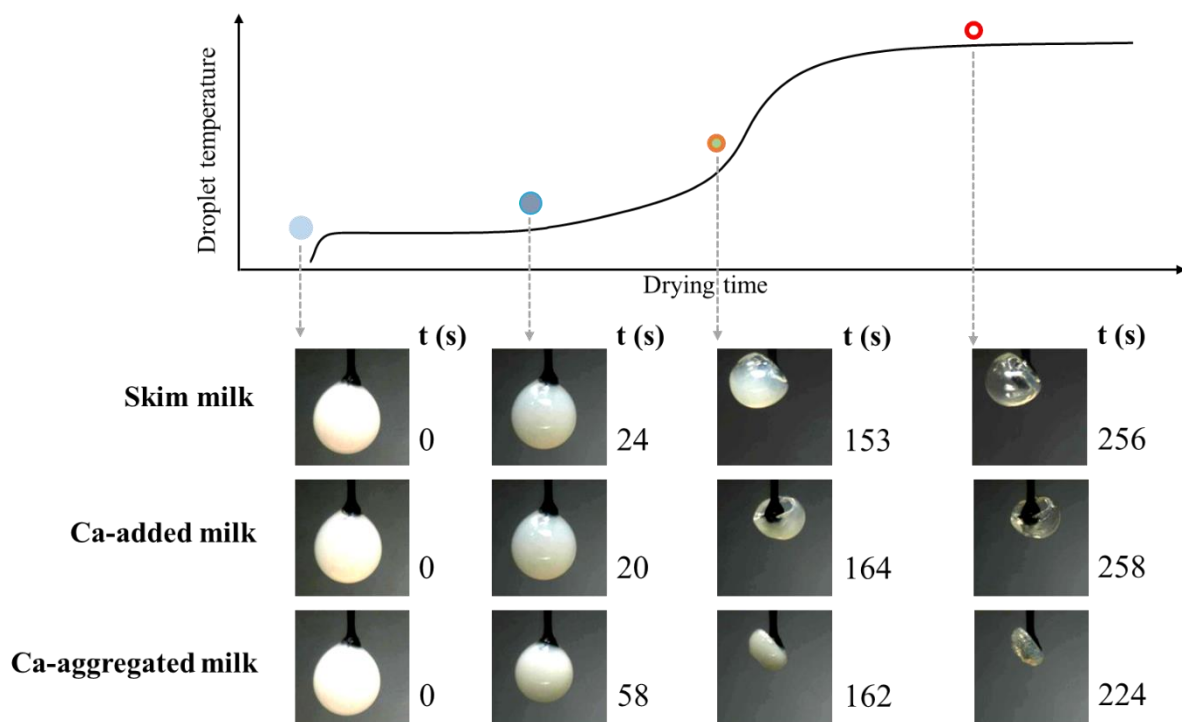 Droplet temperature
Drying time
t (s) t (s) t (s) t (s)
Skim milk 0 24 153 256
Ca-added milk 0 20 164 258
Ca-aggregated milk 0 58 162 224